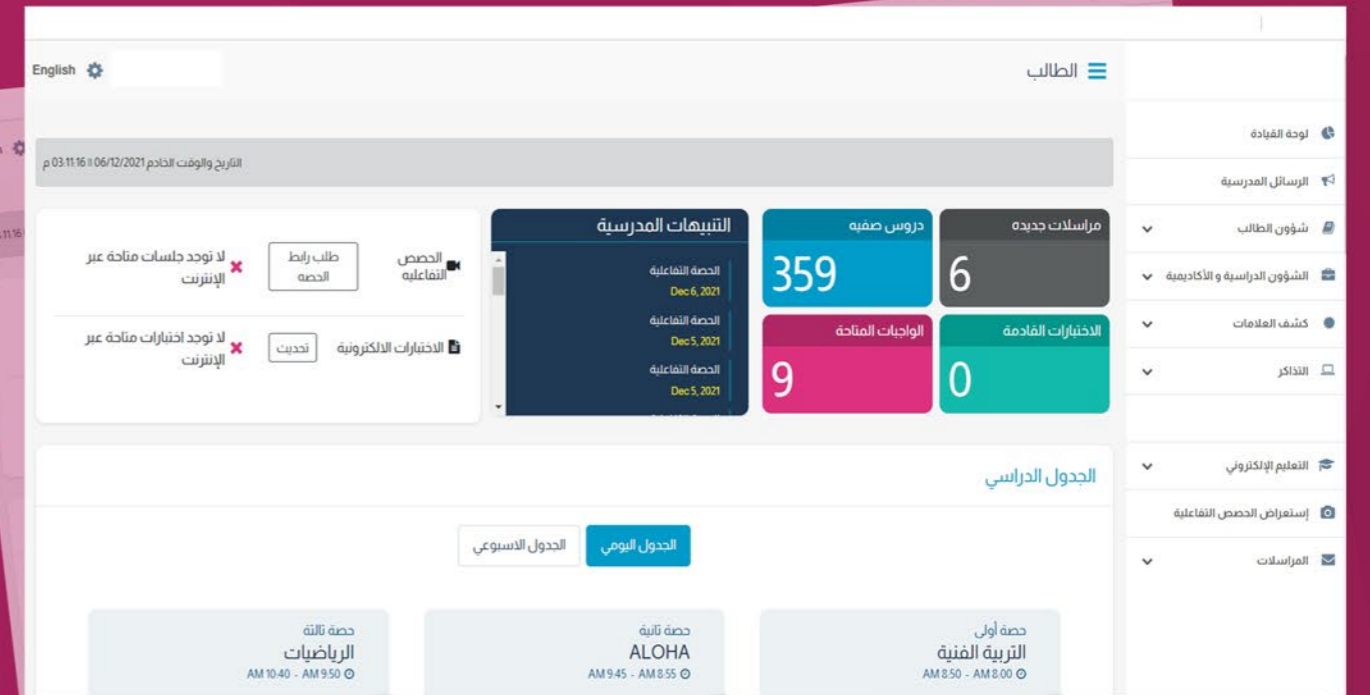 الطالب
English
لوحة القيادة
الرسائل المدرسية
شؤون الطالب
الشؤون الدراسية و الأكاديمية
كشف العلامات
التذاكر
التعليم الإلكتروني
إستعراض الحصص التفاعلية
المراسلات
التاريخ والوقت الخادم 06/12/2021 || 03:11:16 م
مراسلات جديده
6
دروس صفيه
359
الاختبارات القادمة
0
الواجبات المتاحة
9
التنبيهات المدرسية
الحصة التفاعلية
Dec 6, 2021
الحصة التفاعلية
Dec 5, 2021
الحصة التفاعلية
Dec 5, 2021
الحصص التفاعليه
طلب رابط الحصه
لا توجد جلسات متاحة عبر الإنترنت
الاختبارات الالكترونية
تحديث
لا توجد اختبارات متاحة عبر الإنترنت
الجدول الدراسي
الجدول اليومي
الجدول الاسبوعي
حصة أولى
التربية الفنية
AM 8:50 - AM 8:00
حصة ثانية
ALOHA
AM 9:45 - AM 8:55
حصة ثالثة
الرياضيات
AM 10:40 - AM 9:50